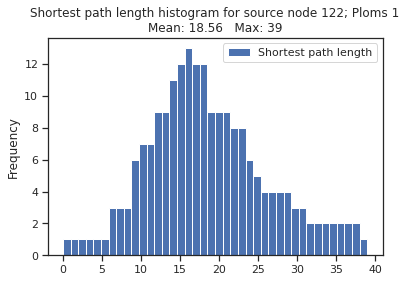 Shortest path length histogram for source node 122; Ploms 1
Mean: 18.56 Max: 39
Shortest path length
Frequency
12
10
8
6
4
2
0
0 5 10 15 20 25 30 35 40